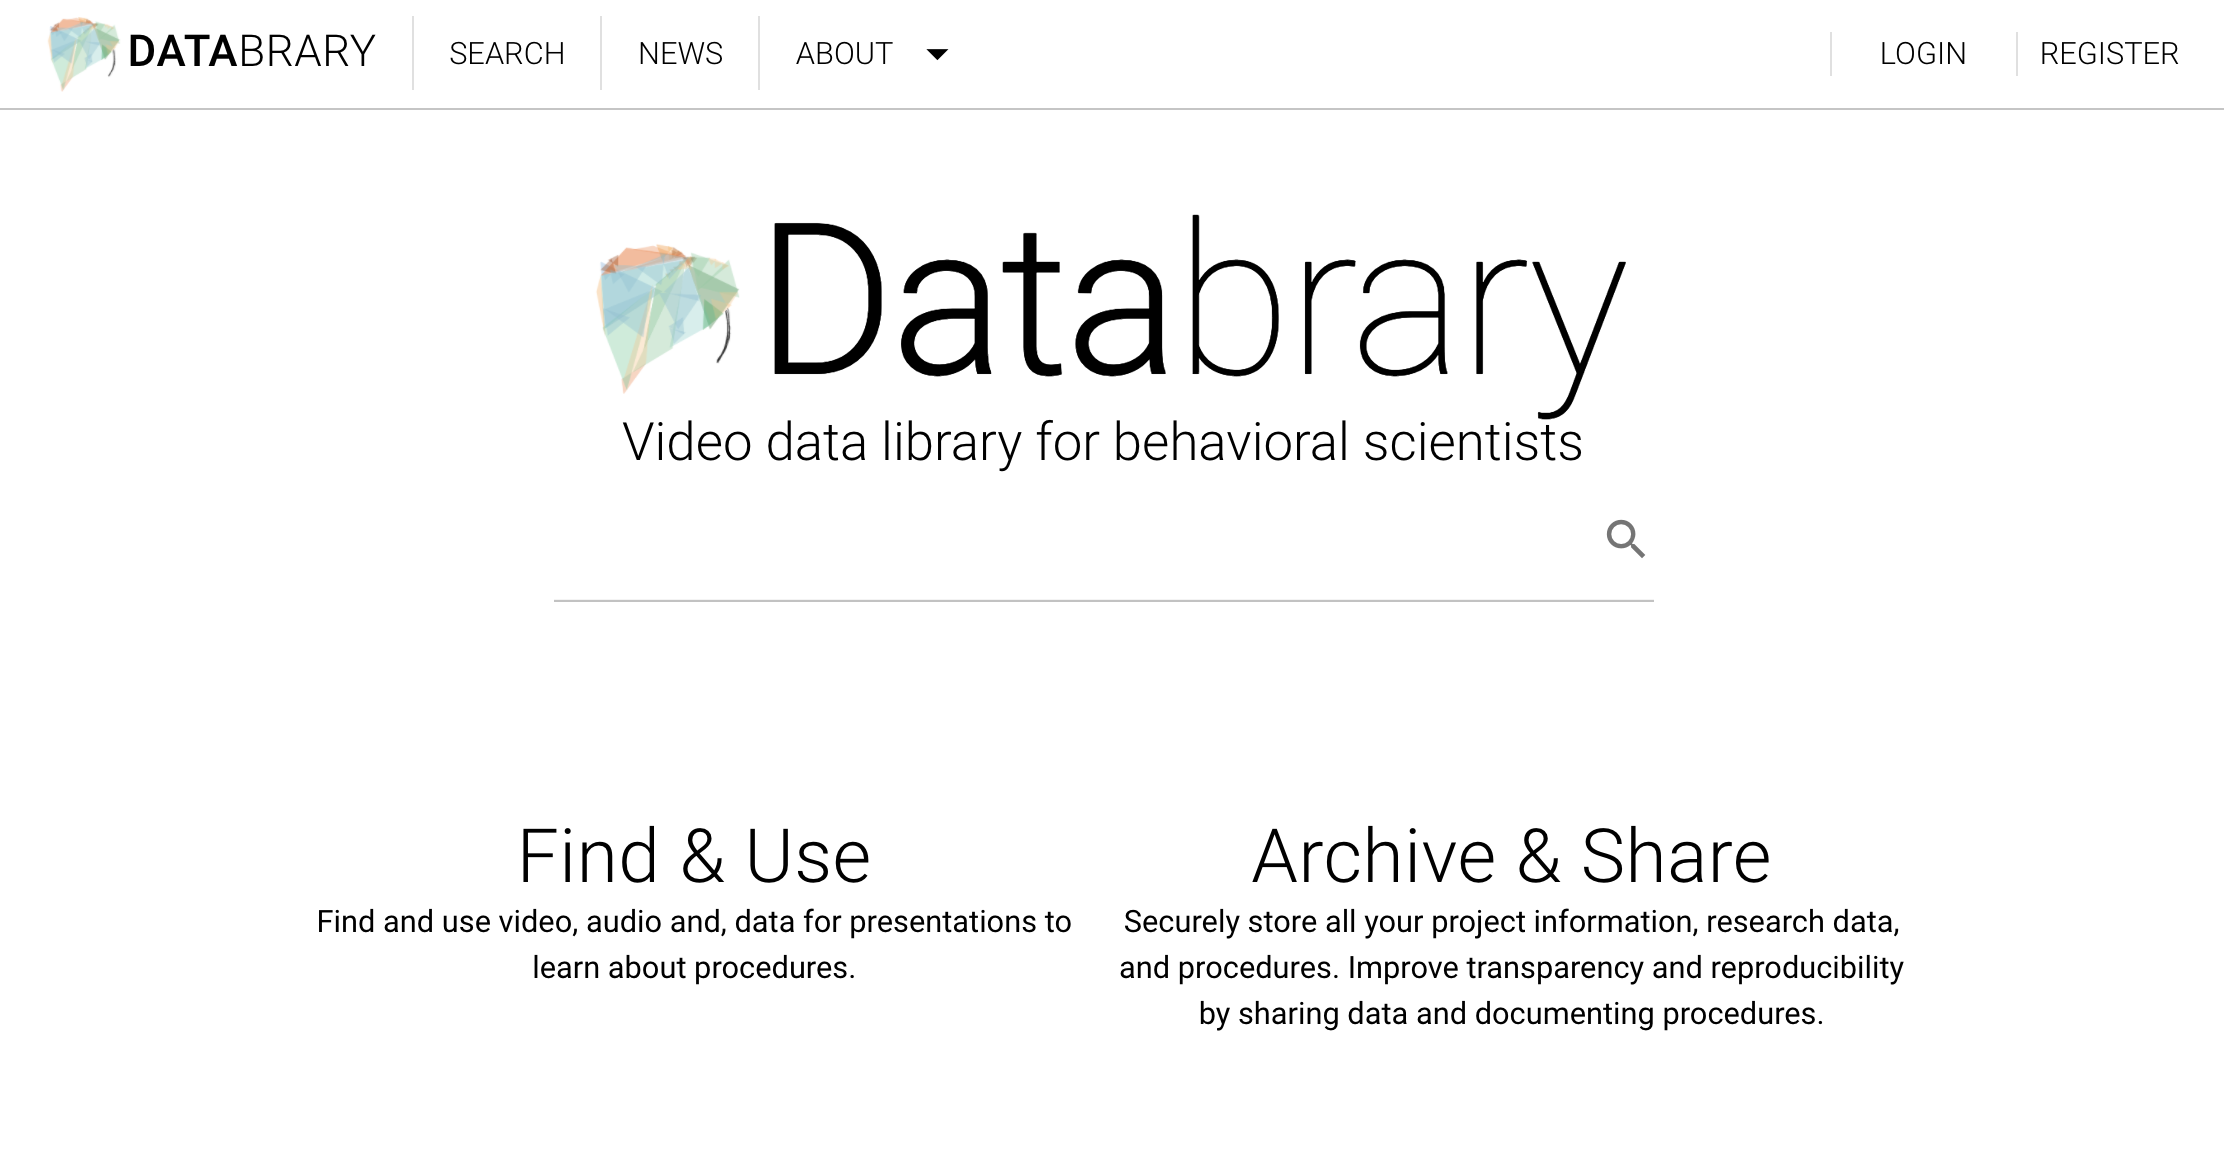 DATABRARY
SEARCH
NEWS
ABOUT
LOGIN
REGISTER
Databrary
Video data library for behavioral scientists
Find & Use
Find and use video, audio and, data for presentations to
learn about procedures.
Archive & Share
Securely store all your project information, research data,
and procedures. Improve transparency and reproducibility
by sharing data and documenting procedures.